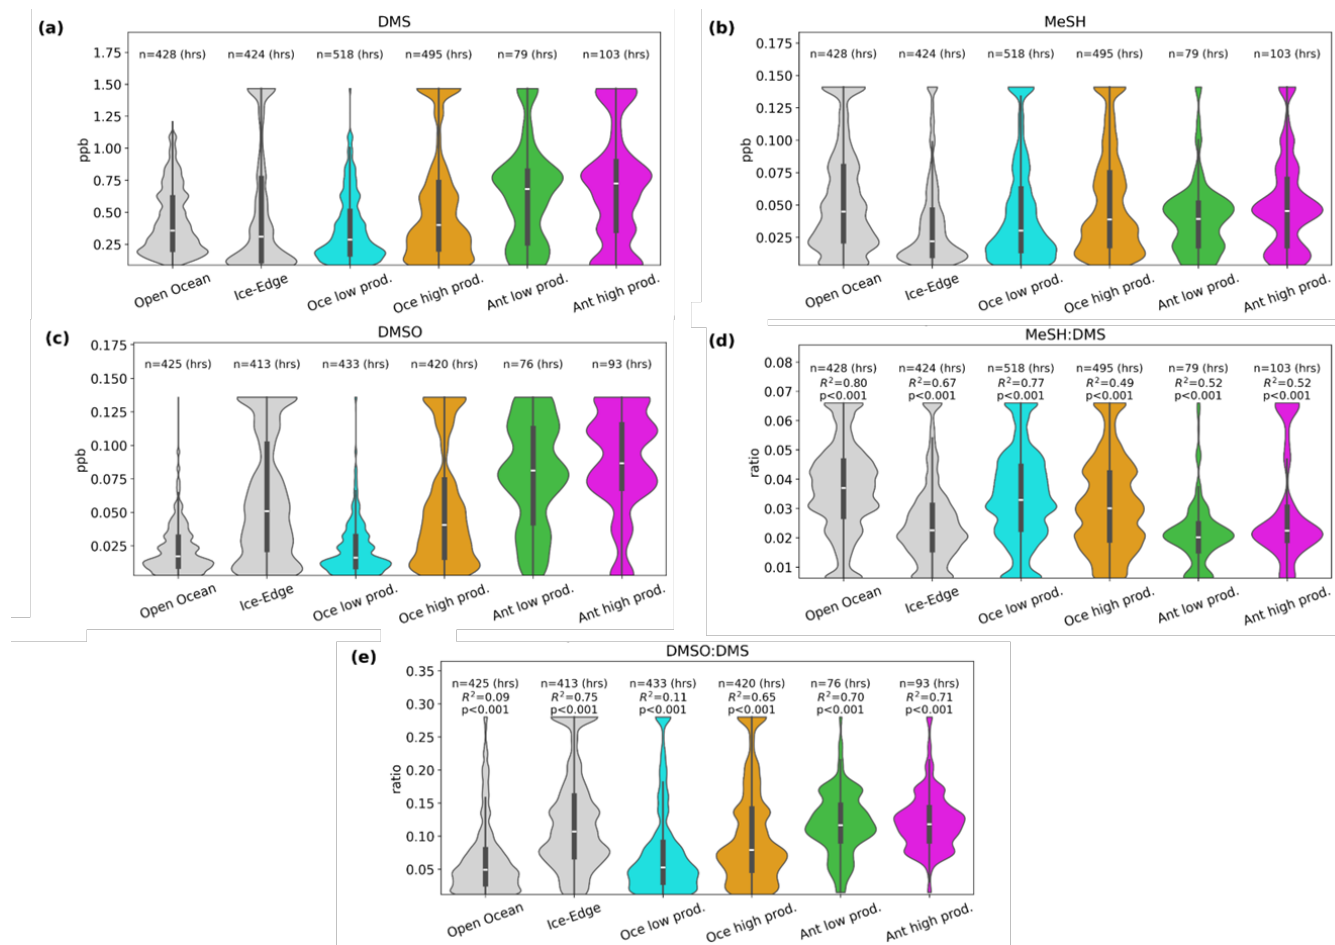 (a)
DMS
1.75
1.50
1.25
1.00
0.75
0.50
0.25
ppb
n=428 (hrs) n=424 (hrs) n=518 (hrs) n=495 (hrs) n=79 (hrs) n=103 (hrs)
Open Ocean Ice-Edge Oce low prod. Oce high prod. Ant low prod. Ant high prod.
(b)
MeSH
0.175
0.150
0.125
0.100
0.075
0.050
0.025
ppb
n=428 (hrs) n=424 (hrs) n=518 (hrs) n=495 (hrs) n=79 (hrs) n=103 (hrs)
Open Ocean Ice-Edge Oce low prod. Oce high prod. Ant low prod. Ant high prod.
(c)
DMSO
0.175
0.150
0.125
0.100
0.075
0.050
0.025
ppb
n=425 (hrs) n=413 (hrs) n=433 (hrs) n=420 (hrs) n=76 (hrs) n=93 (hrs)
Open Ocean Ice-Edge Oce low prod. Oce high prod. Ant low prod. Ant high prod.
(d)
MeSH:DMS
0.08
0.07
0.06
0.05
0.04
0.03
0.02
0.01
ratio
n=428 (hrs) n=424 (hrs) n=518 (hrs) n=495 (hrs) n=79 (hrs) n=103 (hrs)
R²=0.80 R²=0.67 R²=0.77 R²=0.49 R²=0.52 R²=0.52
p<0.001 p<0.001 p<0.001 p<0.001 p<0.001 p<0.001
Open Ocean Ice-Edge Oce low prod. Oce high prod. Ant low prod. Ant high prod.
(e)
DMSO:DMS
0.35
0.30
0.25
0.20
0.15
0.10
0.05
ratio
n=425 (hrs) n=413 (hrs) n=433 (hrs) n=420 (hrs) n=76 (hrs) n=93 (hrs)
R²=0.09 R²=0.75 R²=0.11 R²=0.65 R²=0.70 R²=0.71
p<0.001 p<0.001 p<0.001 p<0.001 p<0.001 p<0.001
Open Ocean Ice-Edge Oce low prod. Oce high prod. Ant low prod. Ant high prod.